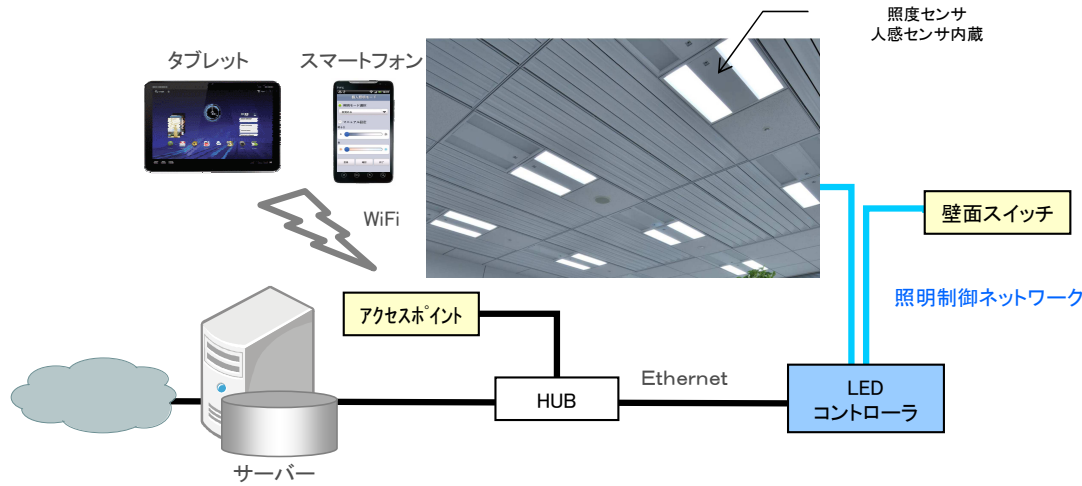 照度センサ
人感センサ内蔵
タブレット
スマートフォン
WiFi
壁面スイッチ
照明制御ネットワーク
アクセスポイント
Ethernet
HUB
LED
コントローラ
サーバー